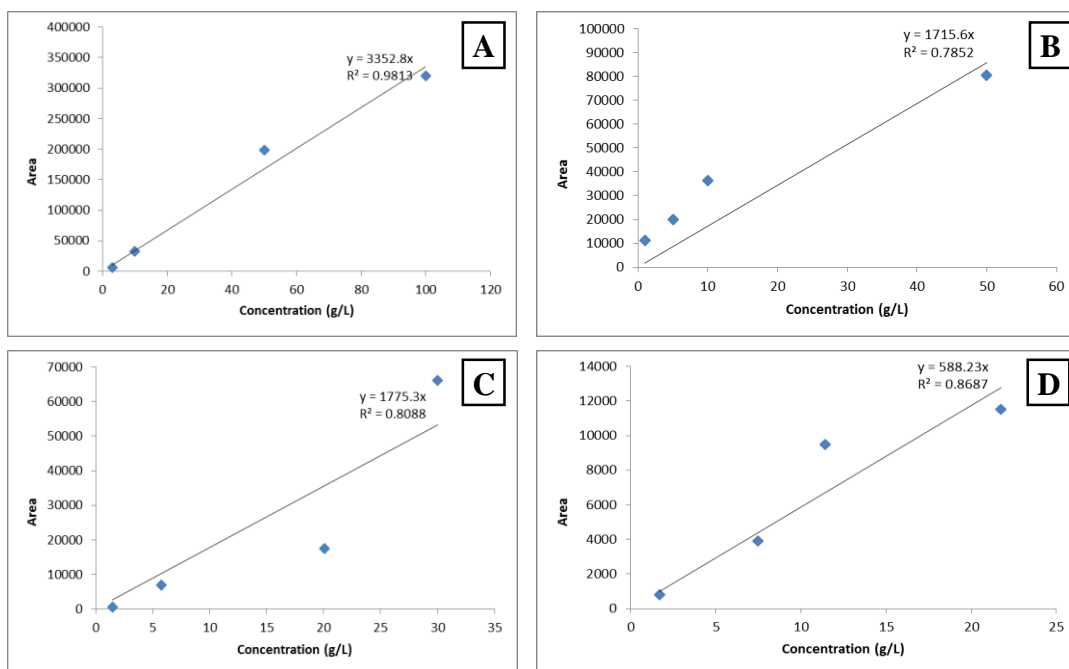 A
y = 3352.8x
R² = 0.9813
400000
350000
300000
250000
200000
150000
100000
50000
0
Area
0 20 40 60 80 100 120
Concentration (g/L)
B
y = 1715.6x
R² = 0.7852
100000
90000
80000
70000
60000
50000
40000
30000
20000
10000
0
Area
0 10 20 30 40 50 60
Concentration (g/L)
C
y = 1775.3x
R² = 0.8088
70000
60000
50000
40000
30000
20000
10000
0
Area
0 5 10 15 20 25 30 35
Concentration (g/L)
D
y = 588.23x
R² = 0.8687
14000
12000
10000
8000
6000
4000
2000
0
Area
0 5 10 15 20 25
Concentration (g/L)